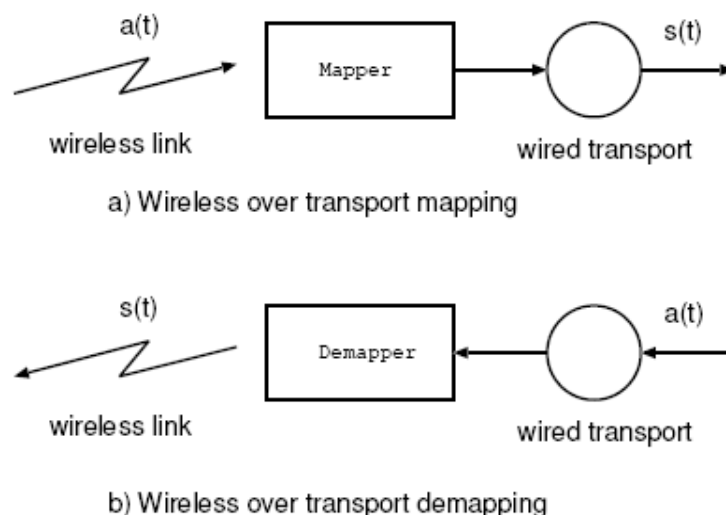 a(t)
s(t)
Mapper
wireless link
wired transport
a) Wireless over transport mapping
s(t)
a(t)
Demapper
wireless link
wired transport
b) Wireless over transport demapping